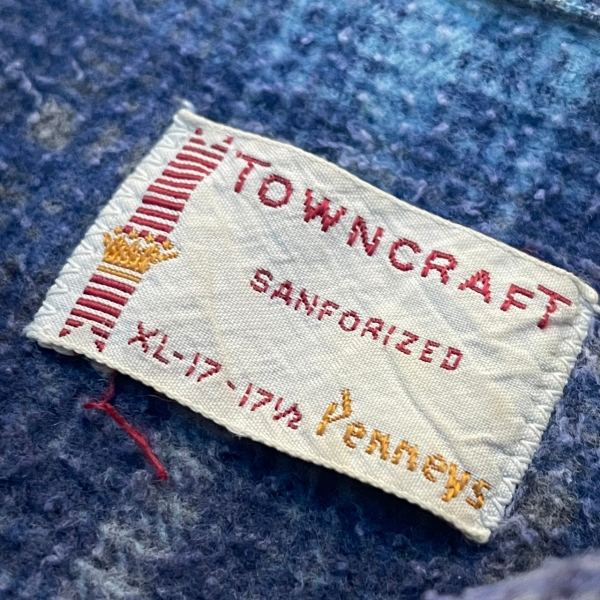 TOWNCRAFT
SANFORIZED
XL-17-17½ Penneys